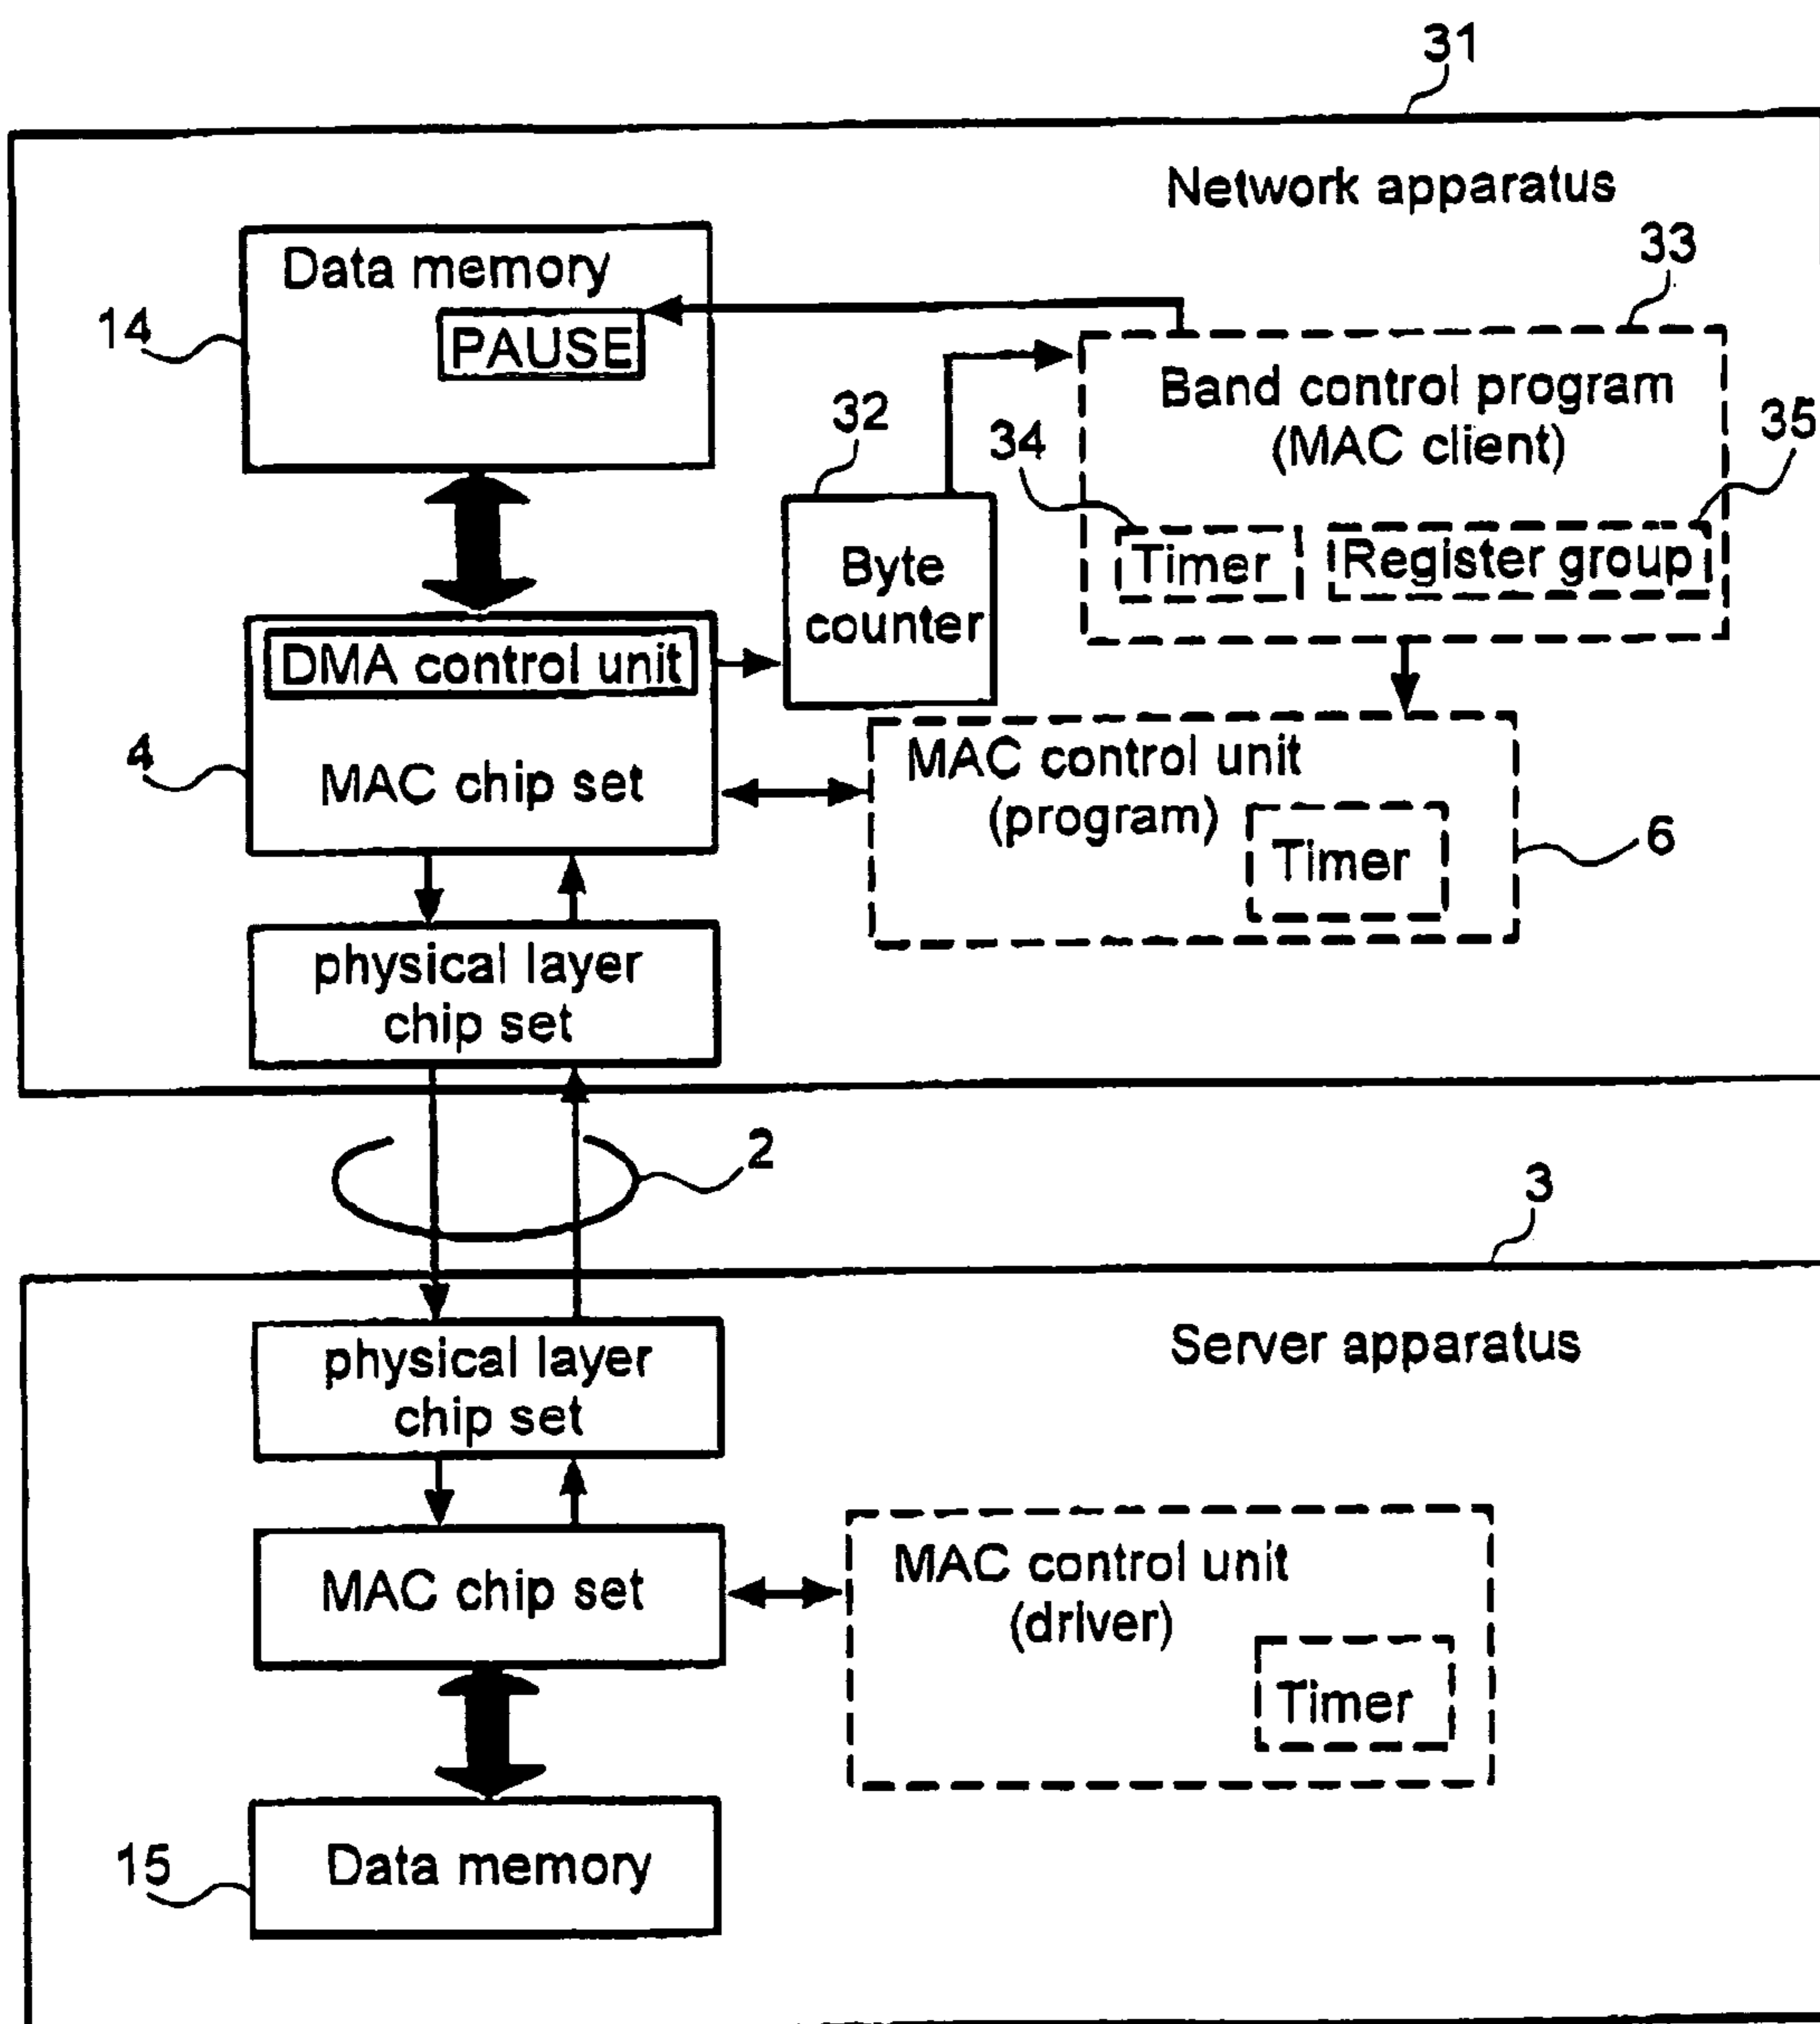 31
Network apparatus
33
Data memory
14
PAUSE
Band control program
(MAC client)
32
34
35
Timer
Register group
Byte
counter
DMA control unit
4
MAC chip set
MAC control unit
(program)
Timer
6
physical layer
chip set
2
3
Server apparatus
physical layer
chip set
MAC chip set
MAC control unit
(driver)
Timer
15
Data memory